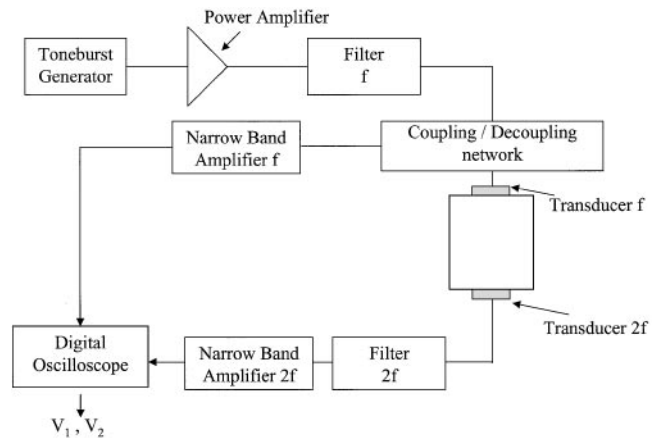 Power Amplifier
Toneburst
Generator
Filter
f
Narrow Band
Amplifier f
Coupling / Decoupling
network
Transducer f
Transducer 2f
Digital
Oscilloscope
Narrow Band
Amplifier 2f
Filter
2f
V₁ , V₂